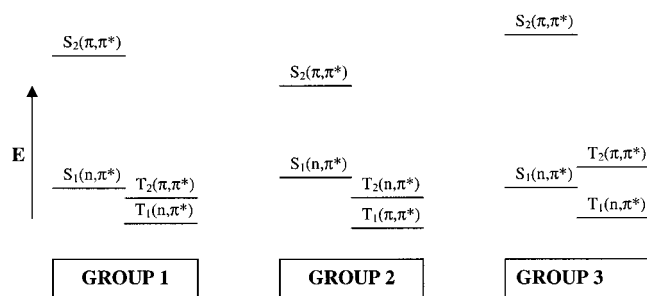 S₂(π,π*)
S₂(π,π*)
S₂(π,π*)
E
S₁(n,π*)
T₂(π,π*)
T₁(n,π*)
S₁(n,π*)
T₂(n,π*)
T₁(π,π*)
T₂(π,π*)
S₁(n,π*)
T₁(n,π*)
GROUP 1
GROUP 2
GROUP 3